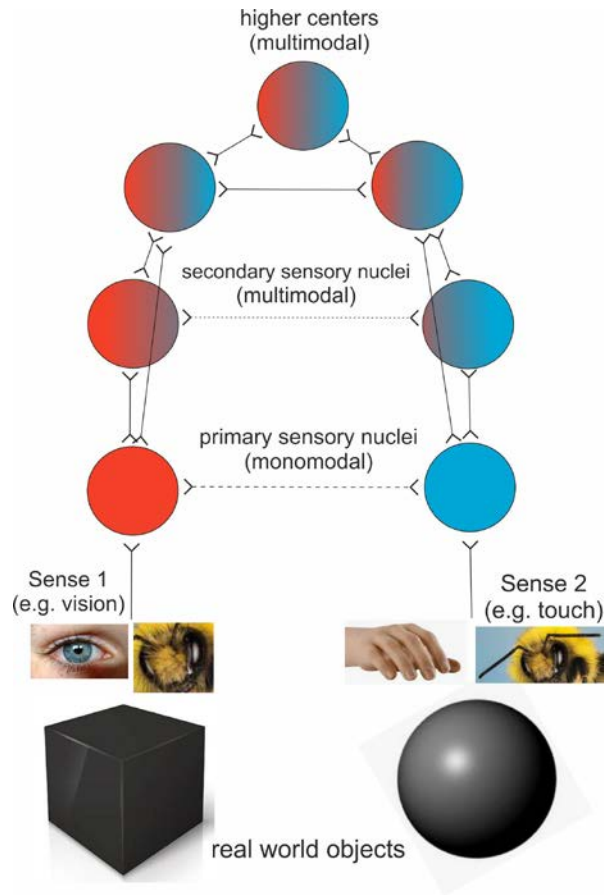 higher centers
(multimodal)
secondary sensory nuclei
(multimodal)
primary sensory nuclei
(monomodal)
Sense 1
(e.g. vision)
Sense 2
(e.g. touch)
real world objects